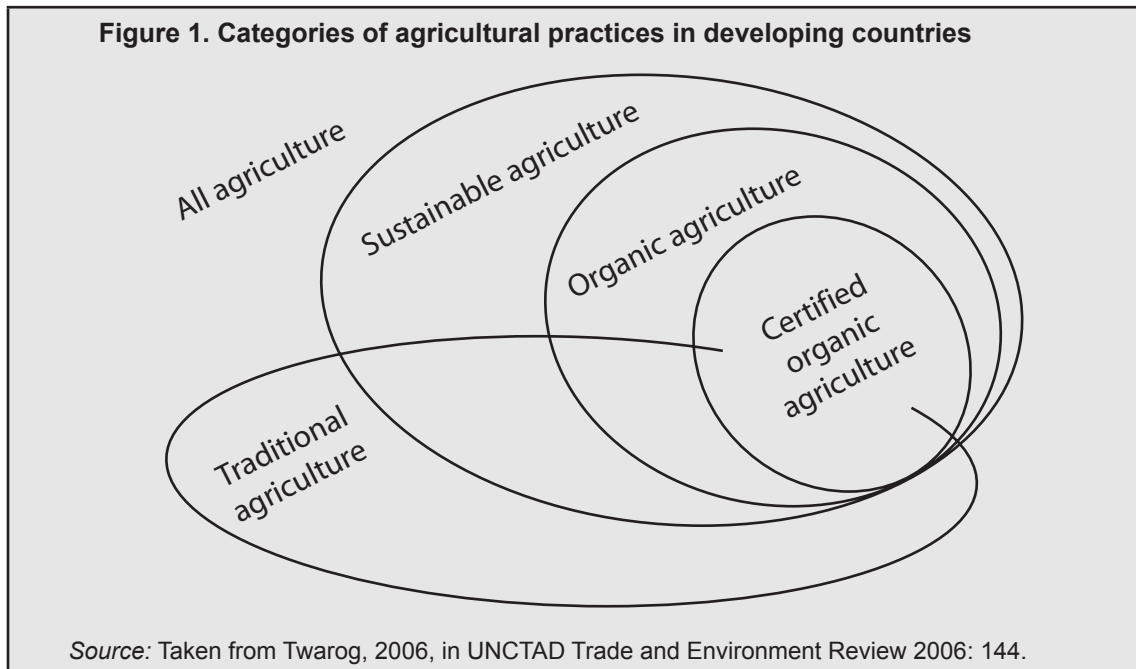 Figure 1. Categories of agricultural practices in developing countries
All agriculture
Sustainable agriculture
Organic agriculture
Certified
organic
agriculture
Traditional
agriculture
Source: Taken from Twarog, 2006, in UNCTAD Trade and Environment Review 2006: 144.